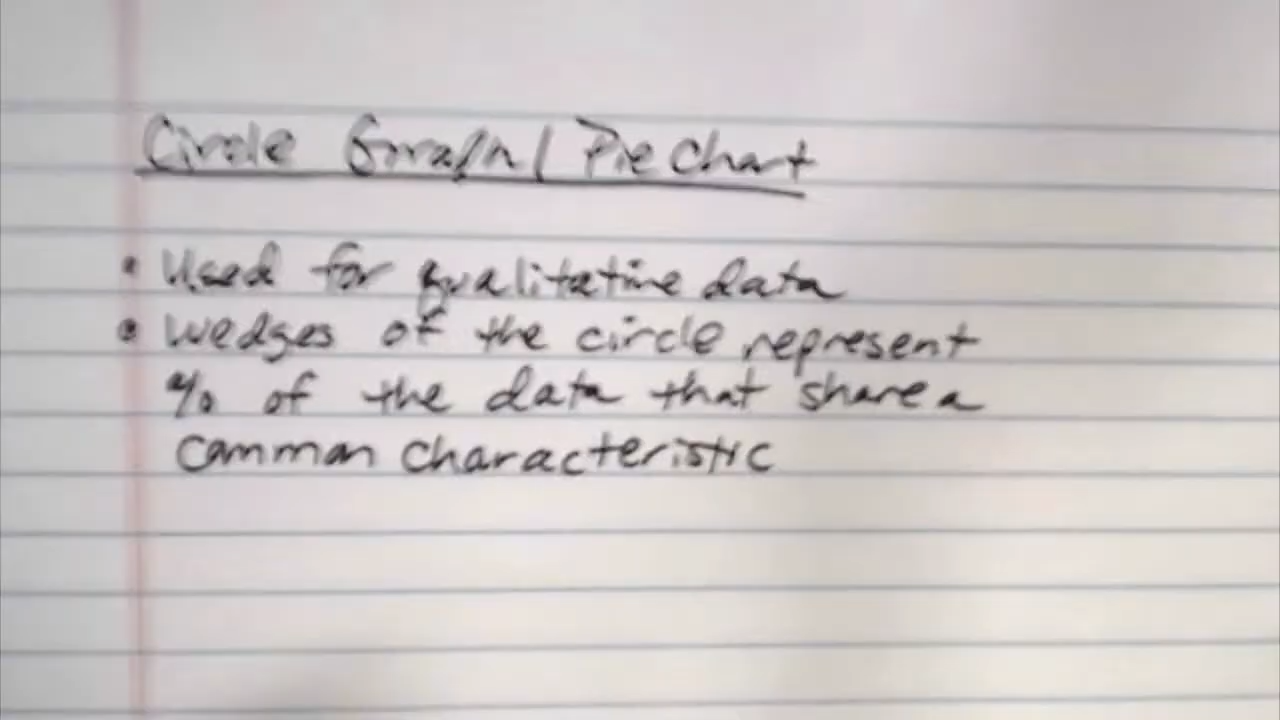 Circle Graph / Pie Chart
• Used for qualitative data
• Wedges of the circle represent
% of the data that share a
common characteristic